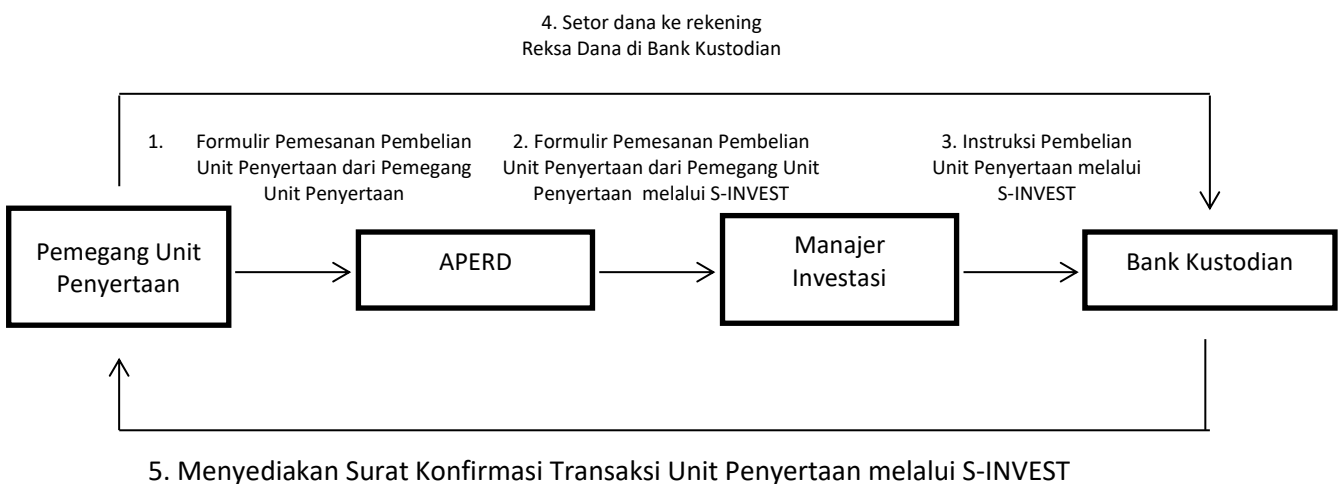 4. Setor dana ke rekening
Reksa Dana di Bank Kustodian
1. Formulir Pemesanan Pembelian
Unit Penyertaan dari Pemegang
Unit Penyertaan
2. Formulir Pemesanan Pembelian
Unit Penyertaan dari Pemegang Unit
Penyertaan melalui S-INVEST
3. Instruksi Pembelian
Unit Penyertaan melalui
S-INVEST
Pemegang Unit
Penyertaan
APERD
Manajer
Investasi
Bank Kustodian
5. Menyediakan Surat Konfirmasi Transaksi Unit Penyertaan melalui S-INVEST